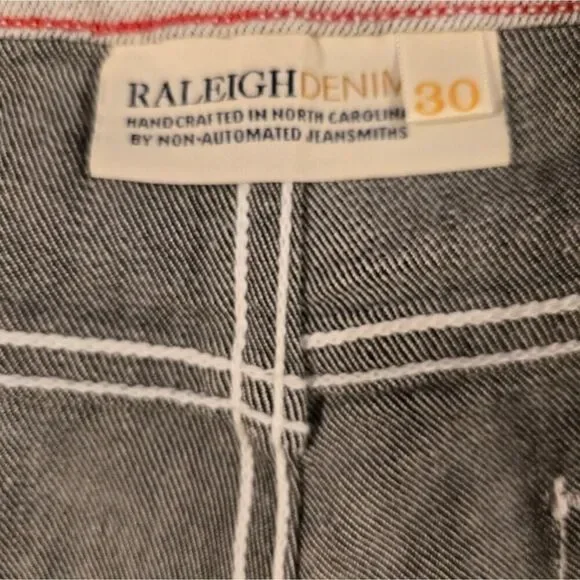 RALEIGHDENIM 30
HANDCRAFTED IN NORTH CAROLINA
BY NON-AUTOMATED JEANSMITHS